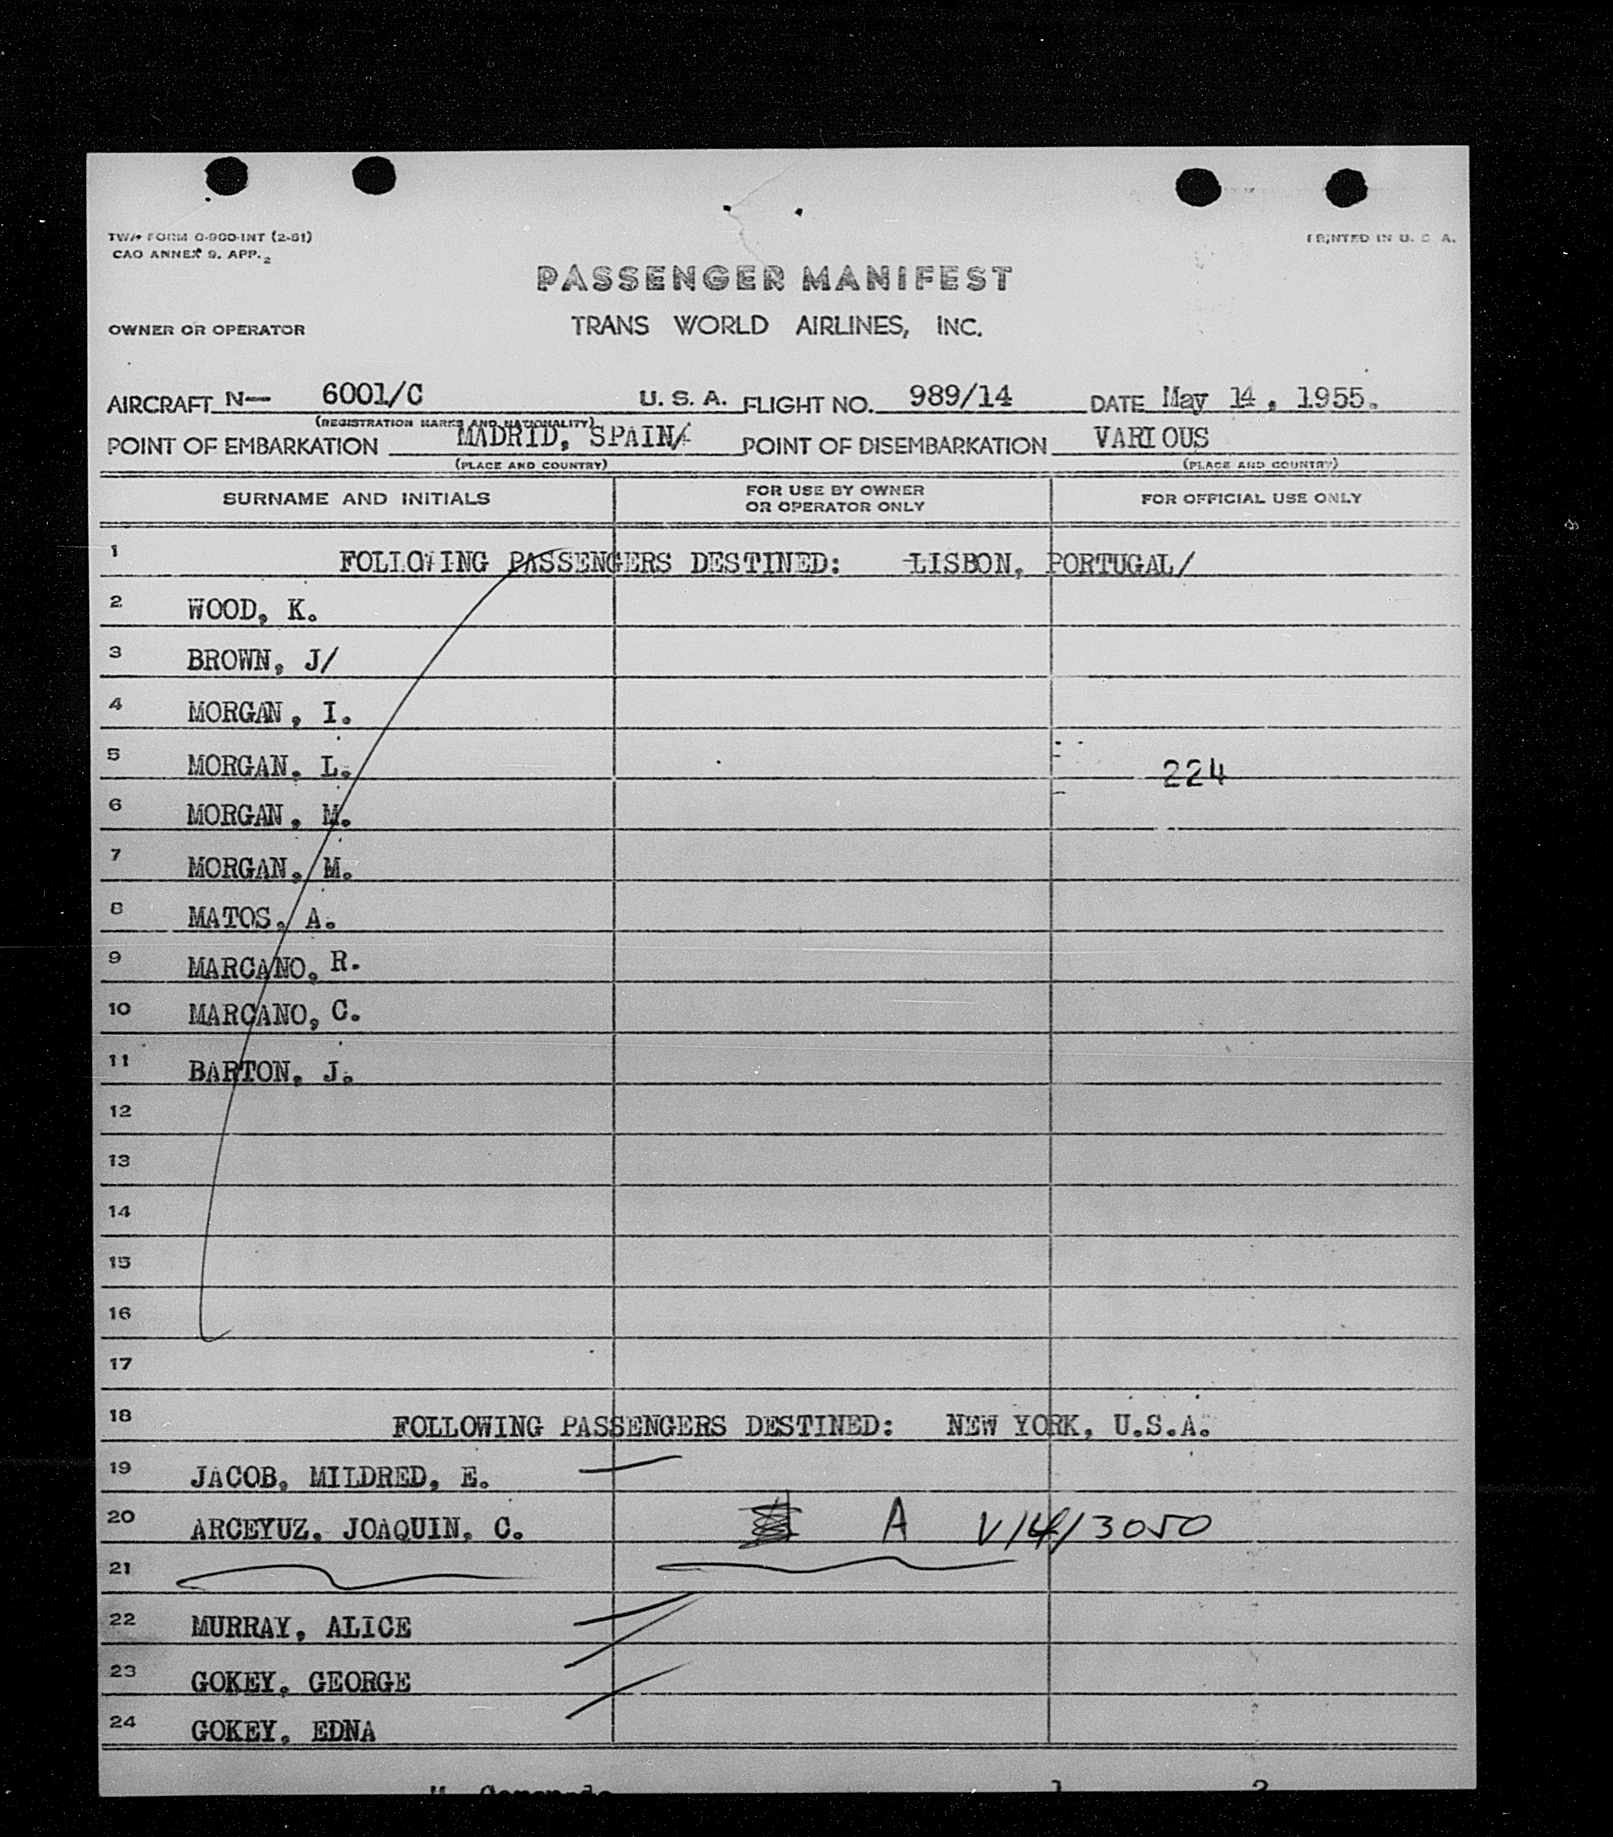 TWA FORM O-900-INT (2-51)
PRINTED IN U. S. A.
CAO ANNEX 9. APP. 2
PASSENGER MANIFEST
OWNER OR OPERATOR TRANS WORLD AIRLINES, INC.
AIRCRAFT N— 6001/C U. S. A. FLIGHT NO. 989/14 DATE May 14, 1955.
(REGISTRATION MARKS AND NATIONALITY)
POINT OF EMBARKATION MADRID, SPAIN/ POINT OF DISEMBARKATION VARIOUS
(PLACE AND COUNTRY) (PLACE AND COUNTRY)
SURNAME AND INITIALS FOR USE BY OWNER OR OPERATOR ONLY FOR OFFICIAL USE ONLY
1 FOLLOWING PASSENGERS DESTINED: LISBON, PORTUGAL/
2 WOOD, K.
3 BROWN, J/
4 MORGAN, I.
5 MORGAN, L. 224
6 MORGAN, M.
7 MORGAN, M.
8 MATOS, A.
9 MARCANO, R.
10 MARCANO, C.
11 BARTON, J.
12
13
14
15
16
17
18 FOLLOWING PASSENGERS DESTINED: NEW YORK, U.S.A.
19 JACOB, MILDRED, E.
20 ARCEYUZ, JOAQUIN, C. A V/4/3050
21
22 MURRAY, ALICE
23 GOKEY, GEORGE
24 GOKEY, EDNA